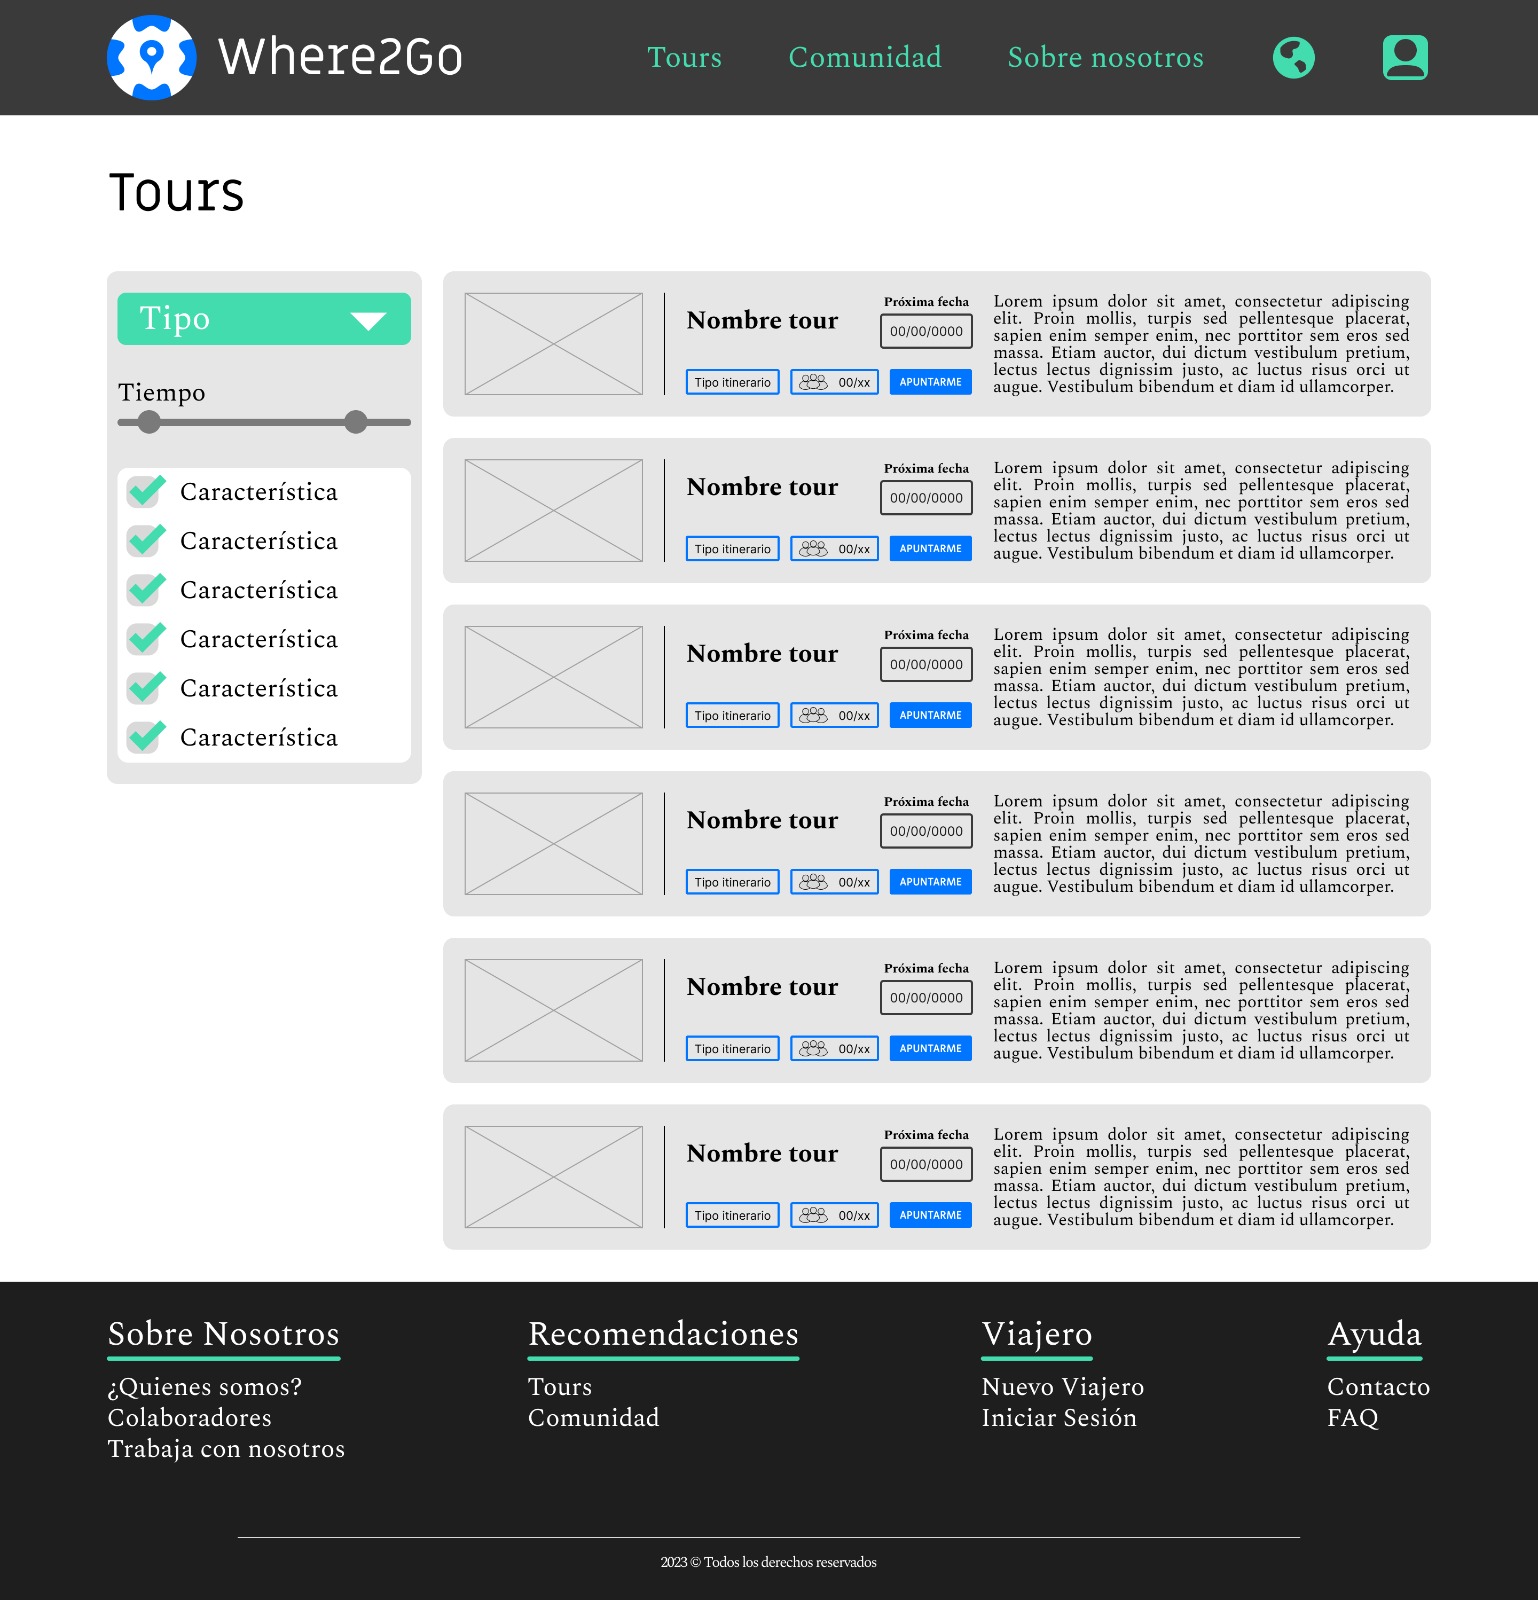 Where2Go
Tours
Comunidad
Sobre nosotros
Tours
Tipo
Tiempo
Característica
Característica
Característica
Característica
Característica
Característica
Nombre tour
Próxima fecha
00/00/0000
Tipo itinerario
00/xx
APUNTARME
Lorem ipsum dolor sit amet, consectetur adipiscing
elit. Proin mollis, turpis sed pellentesque placerat,
sapien enim semper enim, nec porttitor sem eros sed
massa. Etiam auctor, dui dictum vestibulum pretium,
lectus lectus dignissim justo, ac luctus risus orci ut
augue. Vestibulum bibendum et diam id ullamcorper.
Nombre tour
Próxima fecha
00/00/0000
Tipo itinerario
00/xx
APUNTARME
Lorem ipsum dolor sit amet, consectetur adipiscing
elit. Proin mollis, turpis sed pellentesque placerat,
sapien enim semper enim, nec porttitor sem eros sed
massa. Etiam auctor, dui dictum vestibulum pretium,
lectus lectus dignissim justo, ac luctus risus orci ut
augue. Vestibulum bibendum et diam id ullamcorper.
Nombre tour
Próxima fecha
00/00/0000
Tipo itinerario
00/xx
APUNTARME
Lorem ipsum dolor sit amet, consectetur adipiscing
elit. Proin mollis, turpis sed pellentesque placerat,
sapien enim semper enim, nec porttitor sem eros sed
massa. Etiam auctor, dui dictum vestibulum pretium,
lectus lectus dignissim justo, ac luctus risus orci ut
augue. Vestibulum bibendum et diam id ullamcorper.
Nombre tour
Próxima fecha
00/00/0000
Tipo itinerario
00/xx
APUNTARME
Lorem ipsum dolor sit amet, consectetur adipiscing
elit. Proin mollis, turpis sed pellentesque placerat,
sapien enim semper enim, nec porttitor sem eros sed
massa. Etiam auctor, dui dictum vestibulum pretium,
lectus lectus dignissim justo, ac luctus risus orci ut
augue. Vestibulum bibendum et diam id ullamcorper.
Nombre tour
Próxima fecha
00/00/0000
Tipo itinerario
00/xx
APUNTARME
Lorem ipsum dolor sit amet, consectetur adipiscing
elit. Proin mollis, turpis sed pellentesque placerat,
sapien enim semper enim, nec porttitor sem eros sed
massa. Etiam auctor, dui dictum vestibulum pretium,
lectus lectus dignissim justo, ac luctus risus orci ut
augue. Vestibulum bibendum et diam id ullamcorper.
Nombre tour
Próxima fecha
00/00/0000
Tipo itinerario
00/xx
APUNTARME
Lorem ipsum dolor sit amet, consectetur adipiscing
elit. Proin mollis, turpis sed pellentesque placerat,
sapien enim semper enim, nec porttitor sem eros sed
massa. Etiam auctor, dui dictum vestibulum pretium,
lectus lectus dignissim justo, ac luctus risus orci ut
augue. Vestibulum bibendum et diam id ullamcorper.
Sobre Nosotros
¿Quienes somos?
Colaboradores
Trabaja con nosotros
Recomendaciones
Tours
Comunidad
Viajero
Nuevo Viajero
Iniciar Sesión
Ayuda
Contacto
FAQ
2023 © Todos los derechos reservados